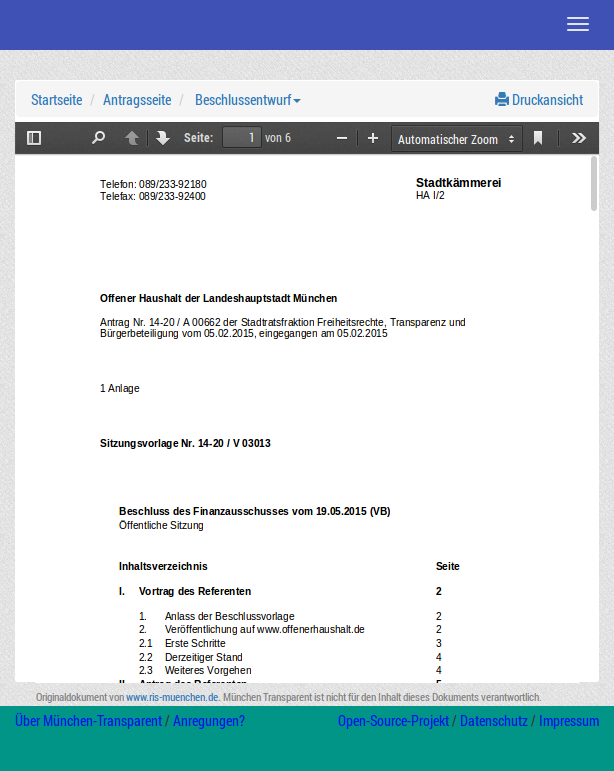 Startseite / Antragsseite / Beschlussentwurf Druckansicht
Seite: 1 von 6 Automatischer Zoom
Telefon: 089/233-92180 Stadtkämmerei
Telefax: 089/233-92400 HA I/2
Offener Haushalt der Landeshauptstadt München
Antrag Nr. 14-20 / A 00662 der Stadtratsfraktion Freiheitsrechte, Transparenz und
Bürgerbeteiligung vom 05.02.2015, eingegangen am 05.02.2015
1 Anlage
Sitzungsvorlage Nr. 14-20 / V 03013
Beschluss des Finanzausschusses vom 19.05.2015 (VB)
Öffentliche Sitzung
Inhaltsverzeichnis Seite
I. Vortrag des Referenten 2
1. Anlass der Beschlussvorlage 2
2. Veröffentlichung auf www.offenerhaushalt.de 2
2.1 Erste Schritte 3
2.2 Derzeitiger Stand 4
2.3 Weiteres Vorgehen 4
II. Antrag des Referenten 5
Originaldokument von www.ris-muenchen.de. München Transparent ist nicht für den Inhalt dieses Dokuments verantwortlich.
Über München-Transparent / Anregungen? Open-Source-Projekt / Datenschutz / Impressum